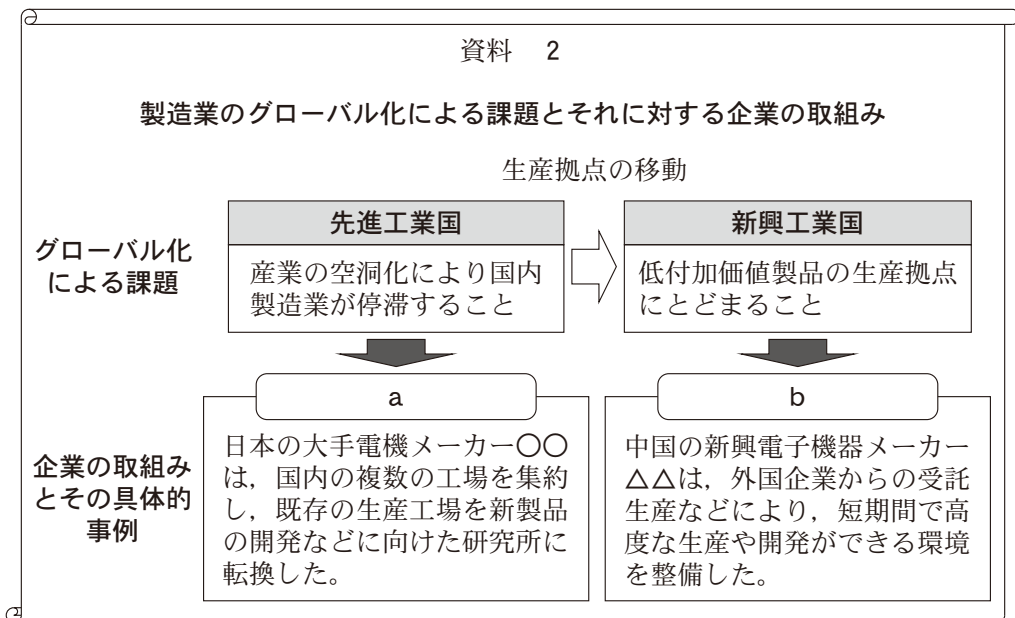 資料 2
製造業のグローバル化による課題とそれに対する企業の取組み
生産拠点の移動
グローバル化
による課題
先進工業国
産業の空洞化により国内
製造業が停滞すること
新興工業国
低付加価値製品の生産拠点
にとどまること
企業の取組み
とその具体的
事例
a
日本の大手電機メーカー〇〇
は，国内の複数の工場を集約
し，既存の生産工場を新製品
の開発などに向けた研究所に
転換した。
b
中国の新興電子機器メーカー
△△は，外国企業からの受託
生産などにより，短期間で高
度な生産や開発ができる環境
を整備した。